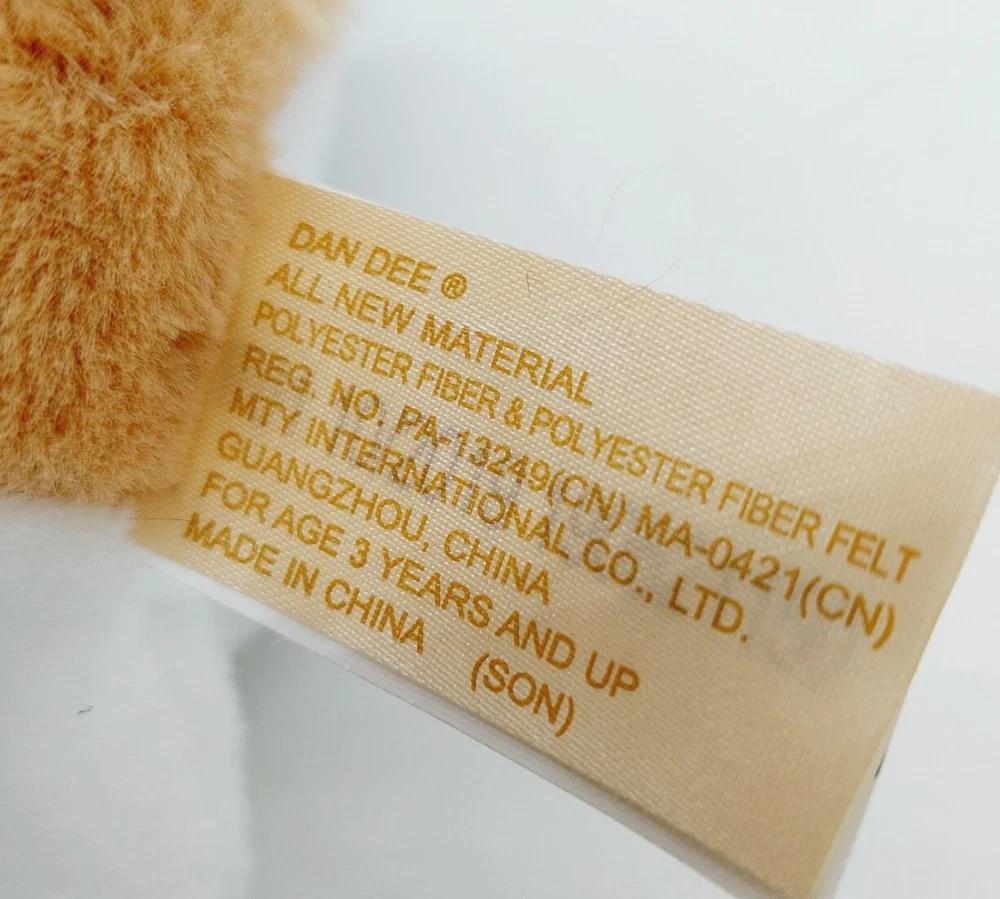 DAN DEE ®
ALL NEW MATERIAL
POLYESTER FIBER & POLYESTER FIBER FELT
REG. NO. PA-13249(CN) MA-0421(CN)
MTY INTERNATIONAL CO., LTD.
GUANGZHOU, CHINA
FOR AGE 3 YEARS AND UP
MADE IN CHINA (SON)